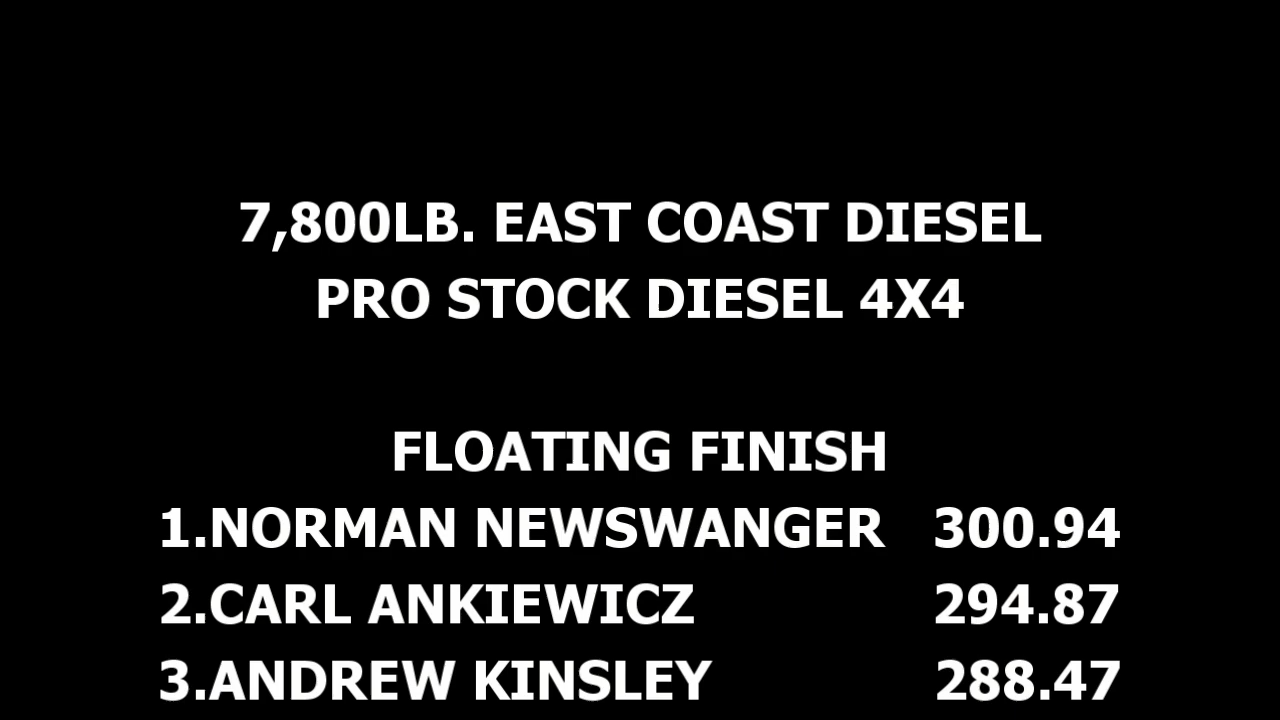 7,800LB. EAST COAST DIESEL
PRO STOCK DIESEL 4X4
FLOATING FINISH
1.NORMAN NEWSWANGER 300.94
2.CARL ANKIEWICZ 294.87
3.ANDREW KINSLEY 288.47